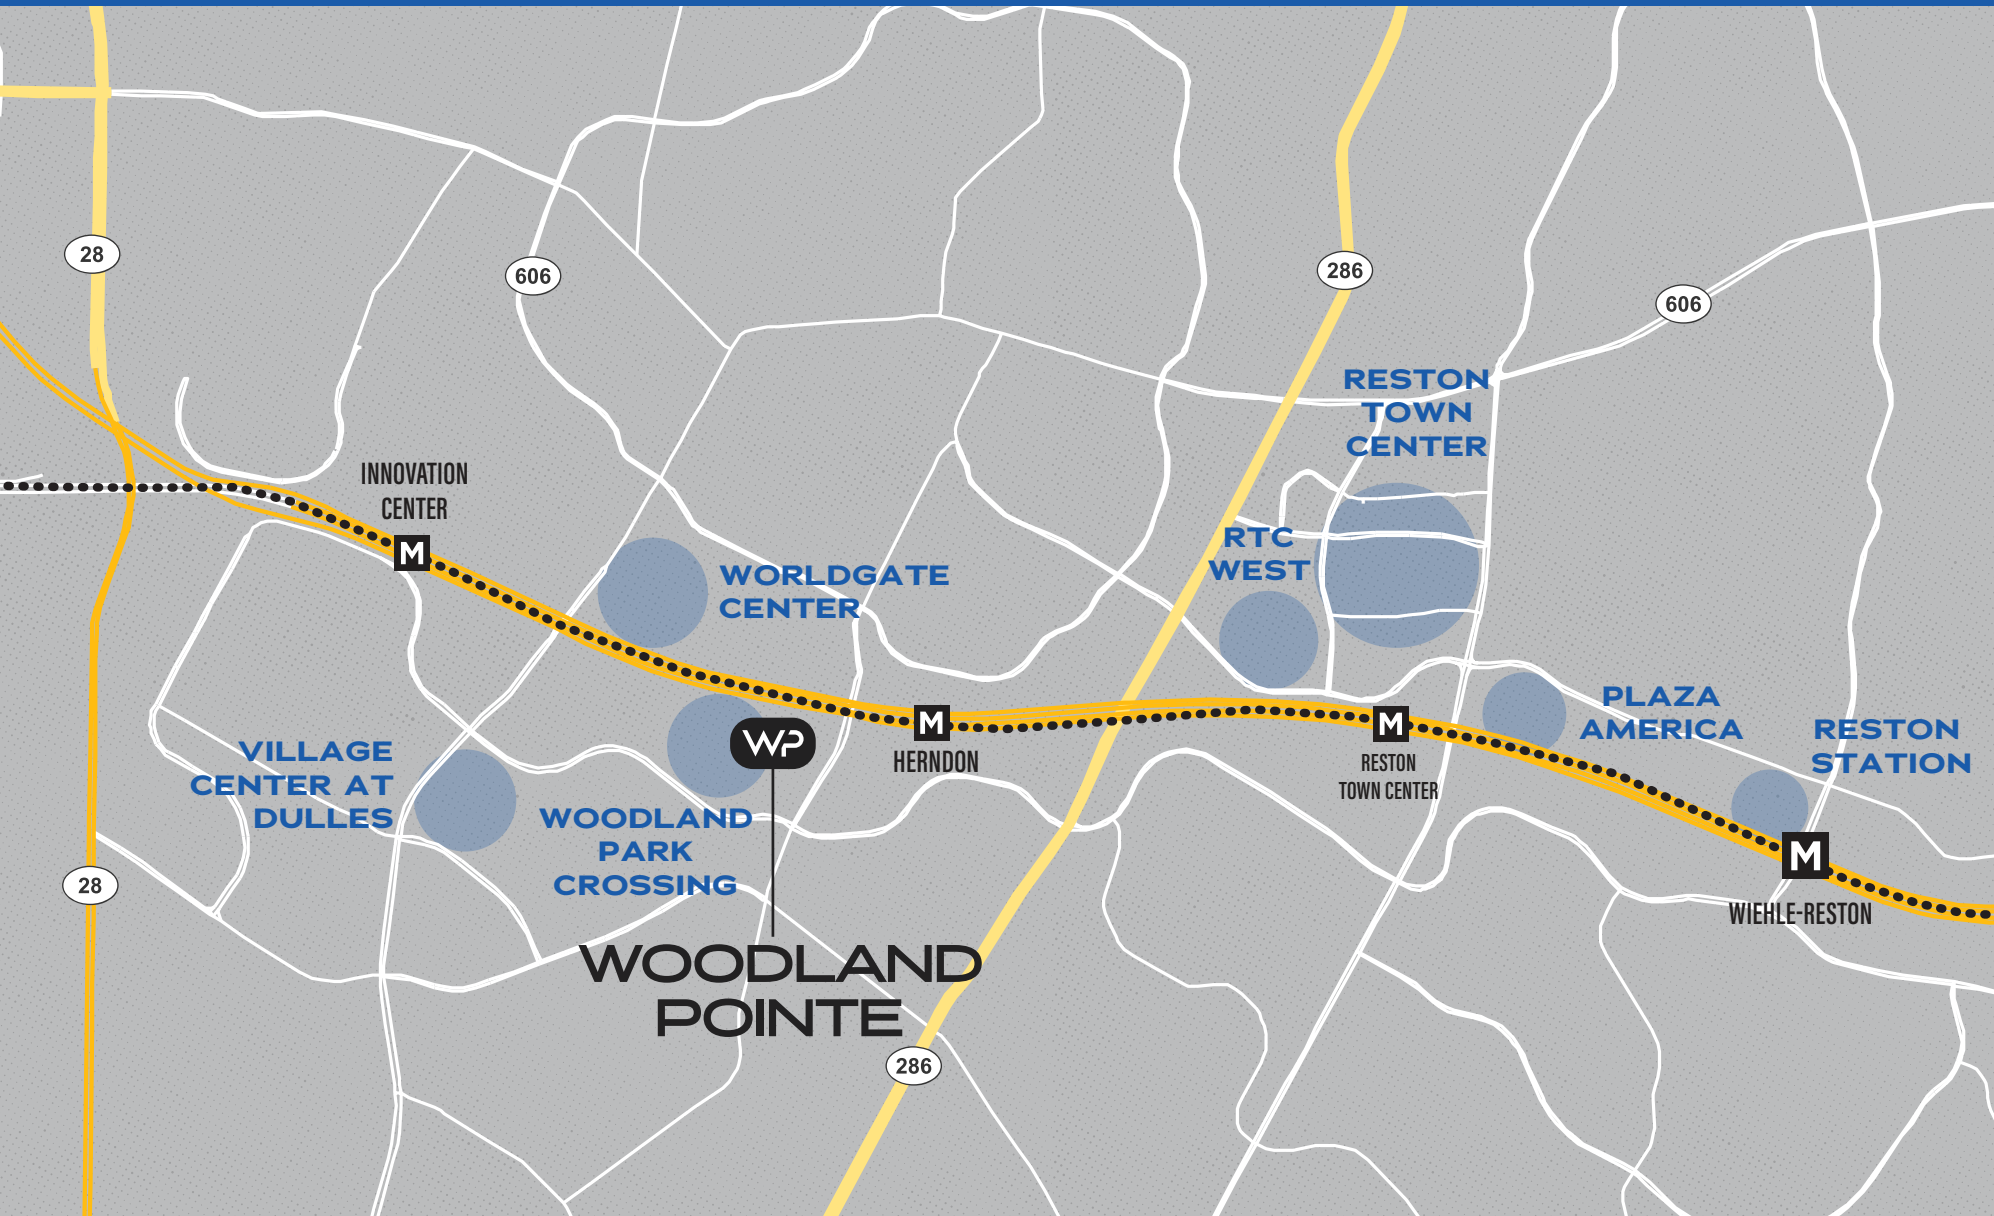 28
606
286
606
RESTON
TOWN
CENTER
INNOVATION
CENTER
M
RTC
WEST
WORLDGATE
CENTER
PLAZA
AMERICA
RESTON
STATION
M
HERNDON
M
RESTON
TOWN CENTER
WP
VILLAGE
CENTER AT
DULLES
WOODLAND
PARK
CROSSING
M
WIEHLE-RESTON
28
WOODLAND
POINTE
286